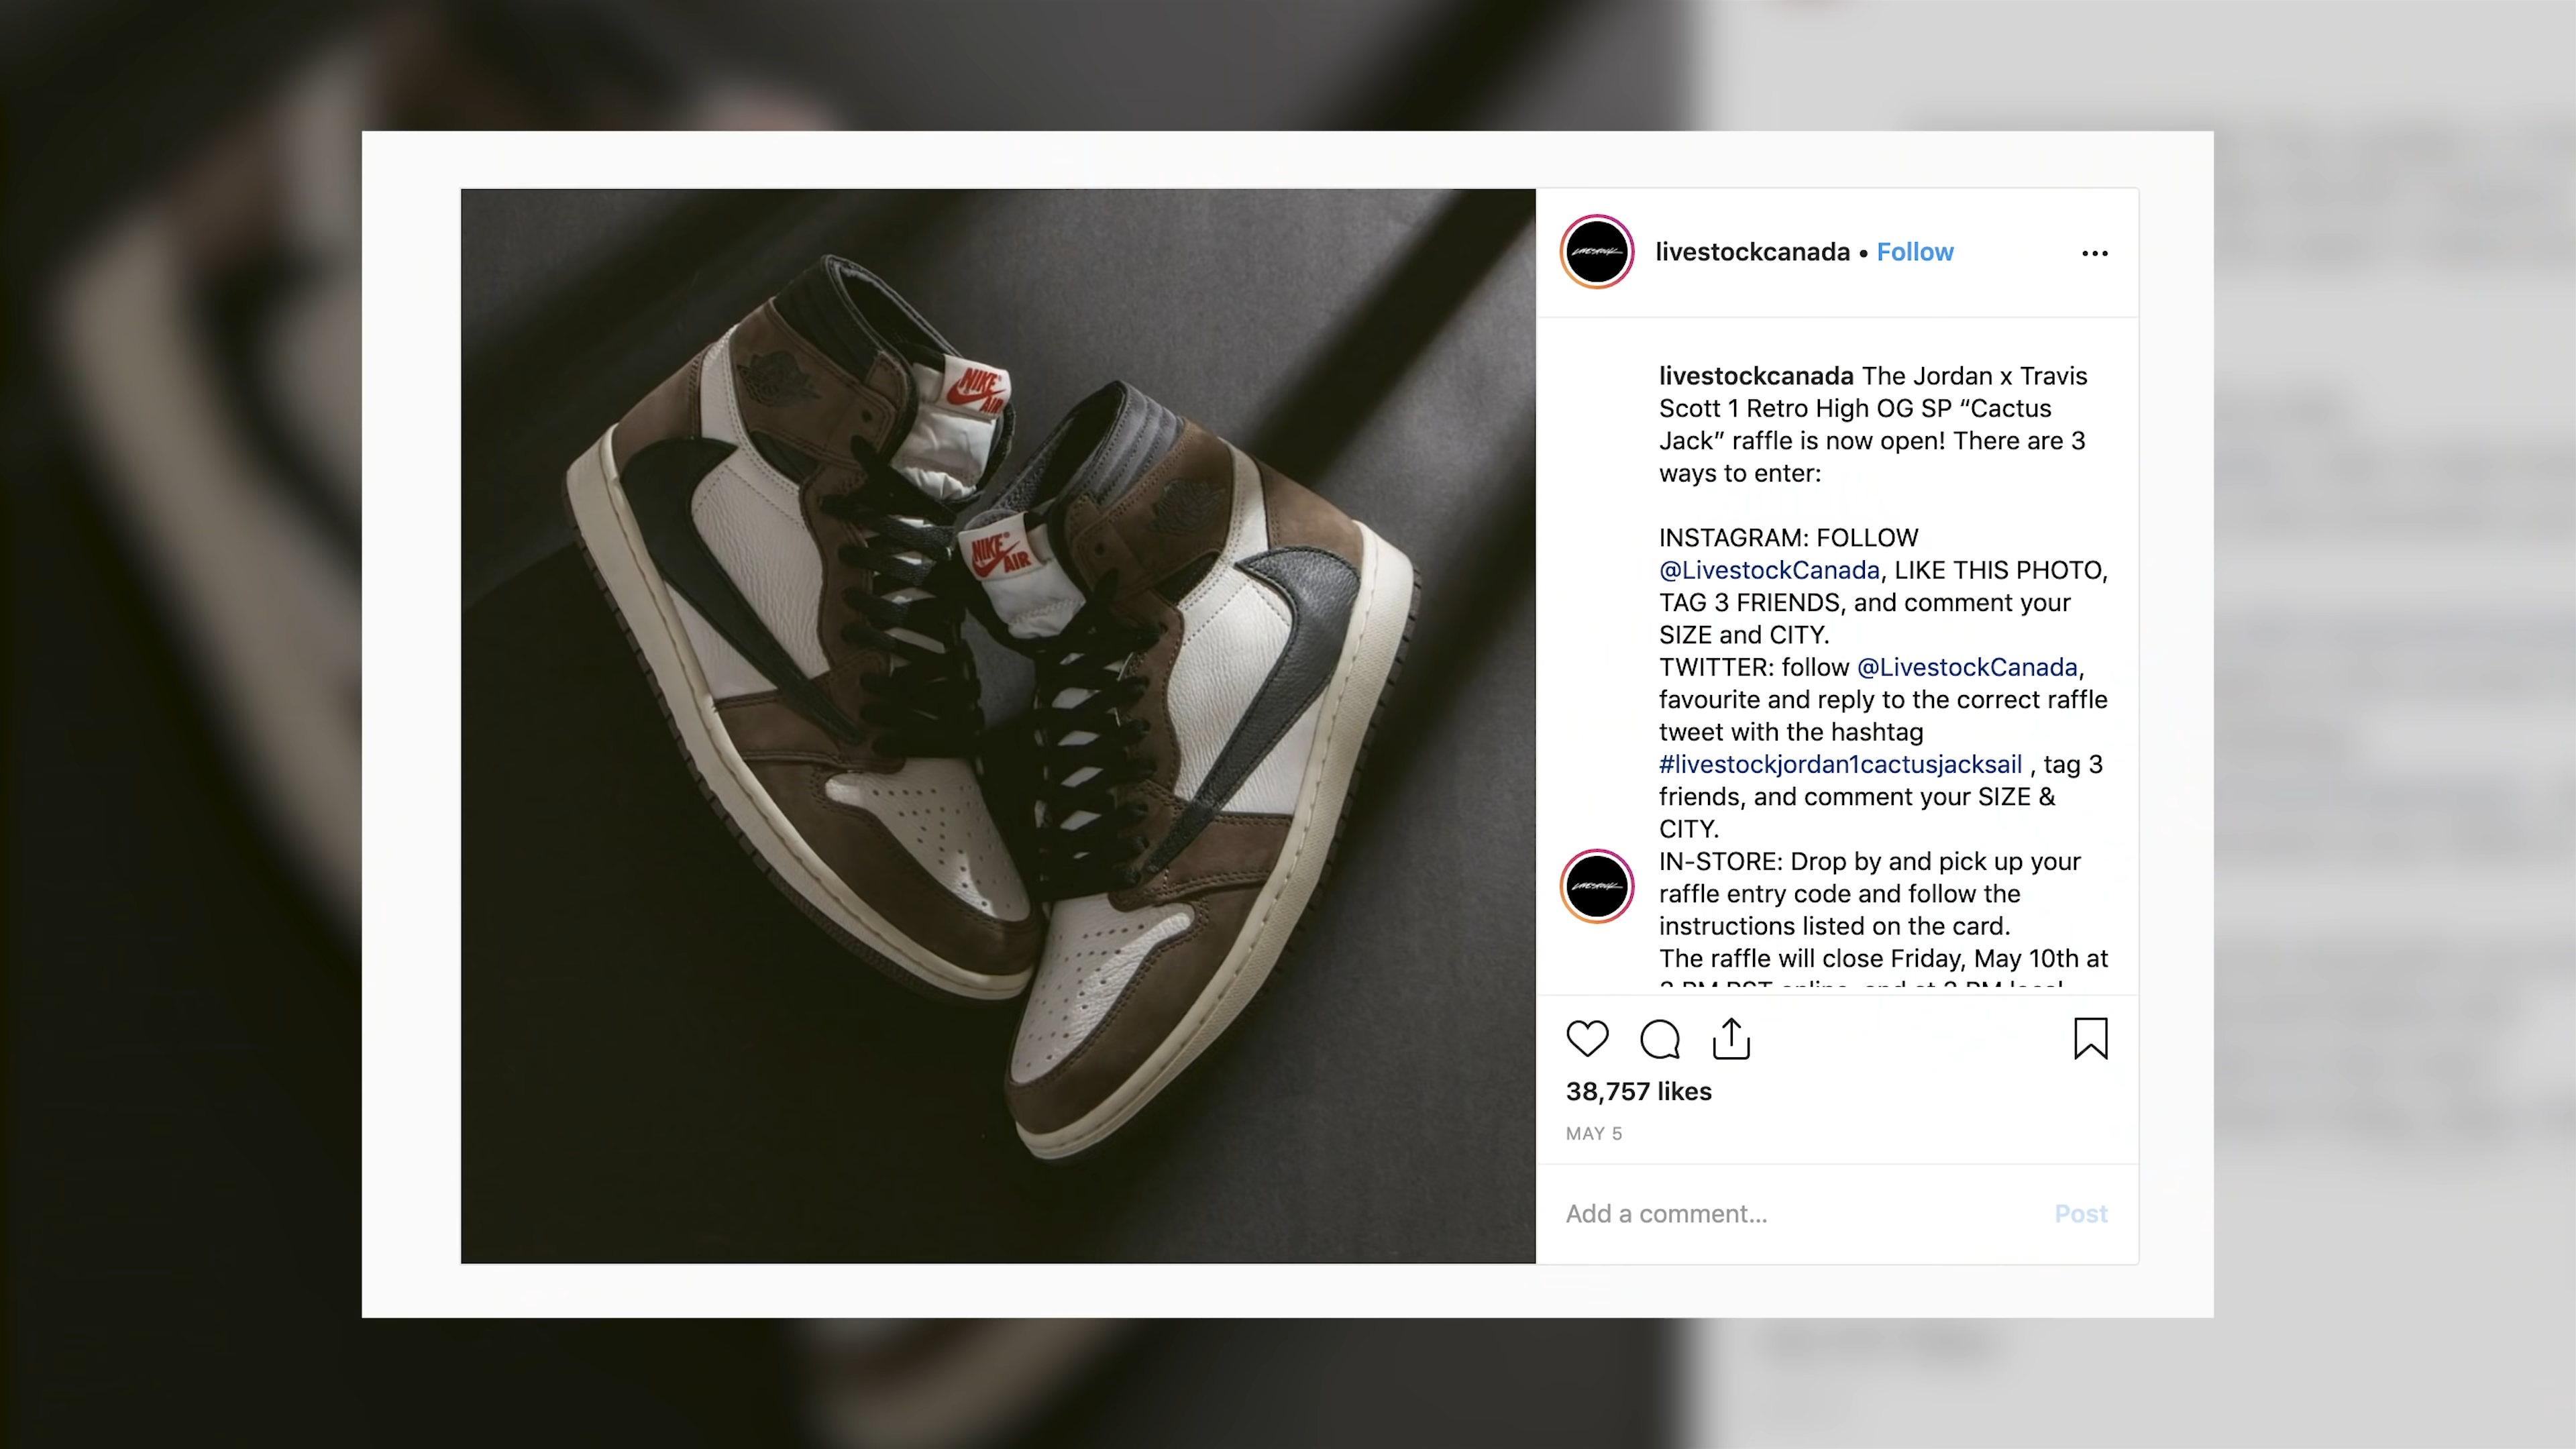 NIKE®
AIR
NIKE®
AIR
livestockcanada • Follow
livestockcanada The Jordan x Travis
Scott 1 Retro High OG SP “Cactus
Jack” raffle is now open! There are 3
ways to enter:
INSTAGRAM: FOLLOW
@LivestockCanada, LIKE THIS PHOTO,
TAG 3 FRIENDS, and comment your
SIZE and CITY.
TWITTER: follow @LivestockCanada,
favourite and reply to the correct raffle
tweet with the hashtag
#livestockjordan1cactusjacksail , tag 3
friends, and comment your SIZE &
CITY.
IN-STORE: Drop by and pick up your
raffle entry code and follow the
instructions listed on the card.
The raffle will close Friday, May 10th at
38,757 likes
MAY 5
Add a comment...
Post